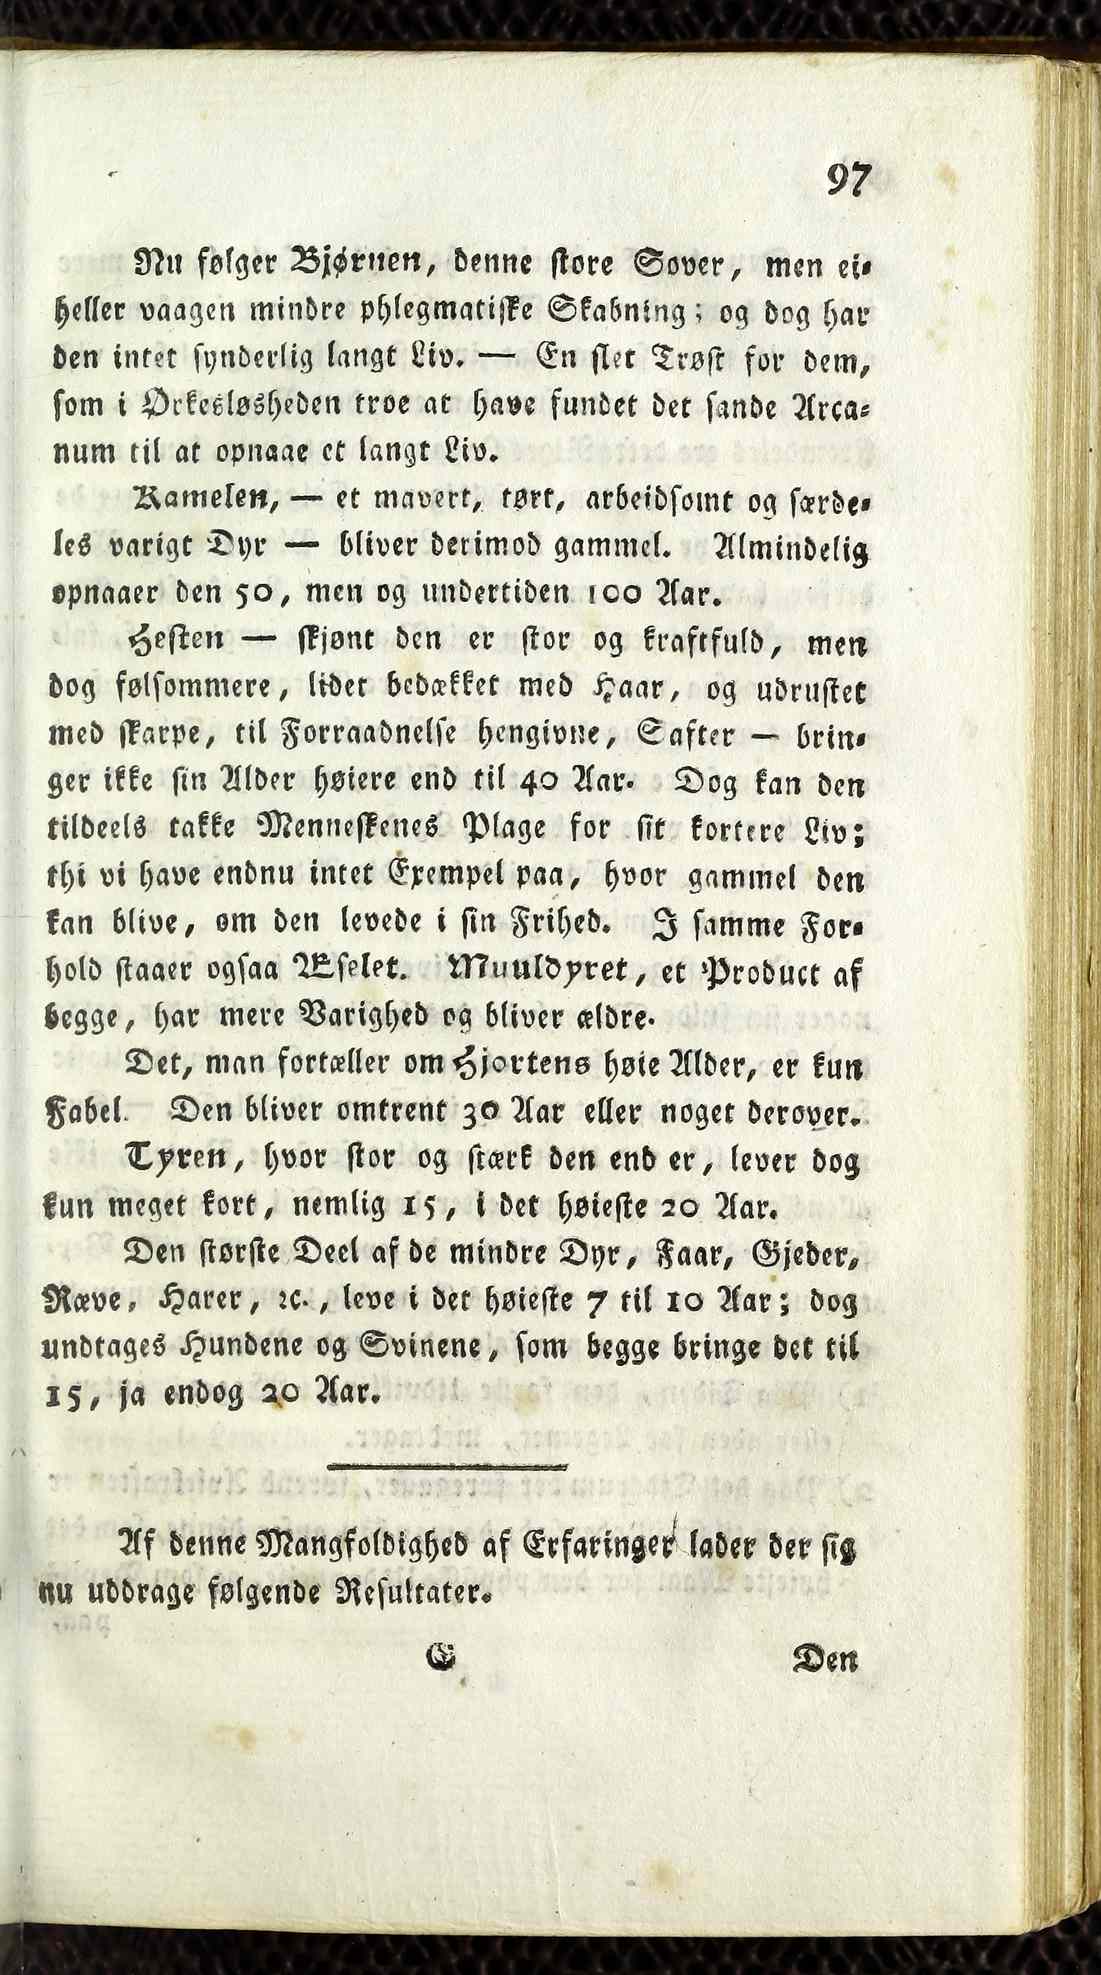 97
Nu følger Bjørnen, denne store Sover, men ei-
heller vaagen mindre phlegmatiske Skabning; og dog har
den intet synderlig langt Liv. — En slet Trøst for dem,
som i Ørkesløsheden troe at have fundet det sande Arca-
num til at opnaae et langt Liv.
Kamelen, — et mavert, tørt, arbeidsomt og særde-
les varigt Dyr — bliver derimod gammel. Almindelig
opnaaer den 50, men og undertiden 100 Aar.
Hesten — skjønt den er stor og kraftfuld, men
dog følsommere, lidet bedækket med Haar, og udrustet
med skarpe, til Forraadnelse hengivne, Safter — brin-
ger ikke sin Alder høiere end til 40 Aar. Dog kan den
tildeels takke Menneskenes Plage for sit kortere Liv;
thi vi have endnu intet Exempel paa, hvor gammel den
kan blive, om den levede i sin Frihed. I samme For-
hold staaer ogsaa Æselet. Muuldyret, et Product af
begge, har mere Varighed og bliver ældre.
Det, man fortæller om Hjortens høie Alder, er kun
Fabel. Den bliver omtrent 30 Aar eller noget derover.
Tyren, hvor stor og stærk den end er, lever dog
kun meget kort, nemlig 15, i det høieste 20 Aar.
Den største Deel af de mindre Dyr, Faar, Gjeder,
Ræve, Harer, ꝛc., leve i det høieste 7 til 10 Aar; dog
undtages Hundene og Svinene, som begge bringe det til
15, ja endog 20 Aar.
Af denne Mangfoldighed af Erfaringer lader der sig
nu uddrage følgende Resultater.
G Den